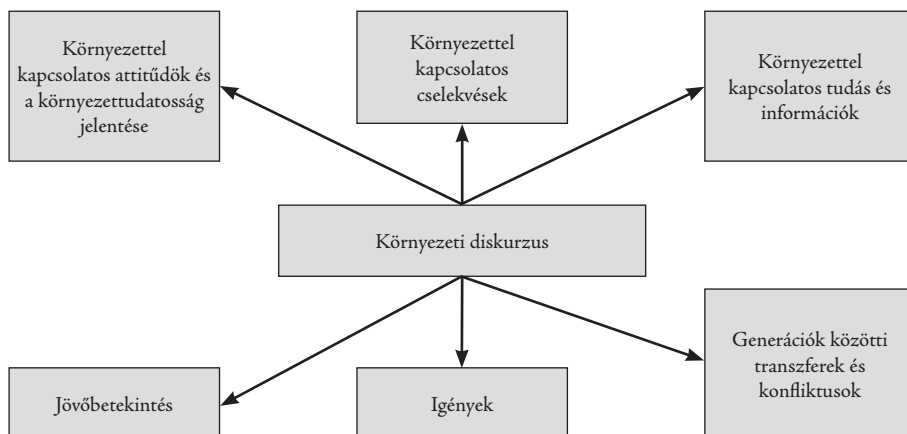 Környezettel
kapcsolatos attitűdök és
a környezettudatosság
jelentése
Környezettel
kapcsolatos
cselekvések
Környezettel
kapcsolatos tudás és
információk
Környezeti diskurzus
Jövőbetekintés
Igények
Generációk közötti
transzferek és
konfliktusok